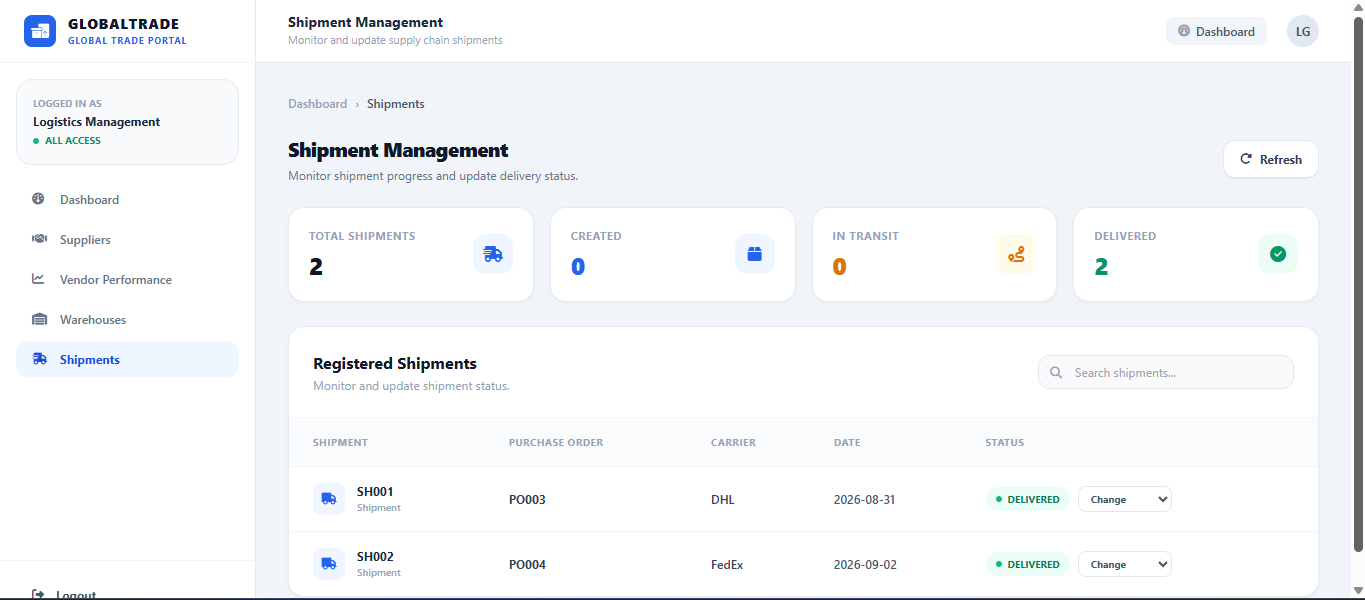 GLOBALTRADE
GLOBAL TRADE PORTAL
Shipment Management
Monitor and update supply chain shipments
Dashboard
LG
LOGGED IN AS
Logistics Management
ALL ACCESS
Dashboard
Suppliers
Vendor Performance
Warehouses
Shipments
Logout
Dashboard › Shipments
Shipment Management
Monitor shipment progress and update delivery status.
Refresh
TOTAL SHIPMENTS
2
CREATED
0
IN TRANSIT
0
DELIVERED
2
Registered Shipments
Monitor and update shipment status.
Search shipments...
SHIPMENT PURCHASE ORDER CARRIER DATE STATUS
SH001
Shipment
PO003 DHL 2026-08-31 DELIVERED Change
SH002
Shipment
PO004 FedEx 2026-09-02 DELIVERED Change